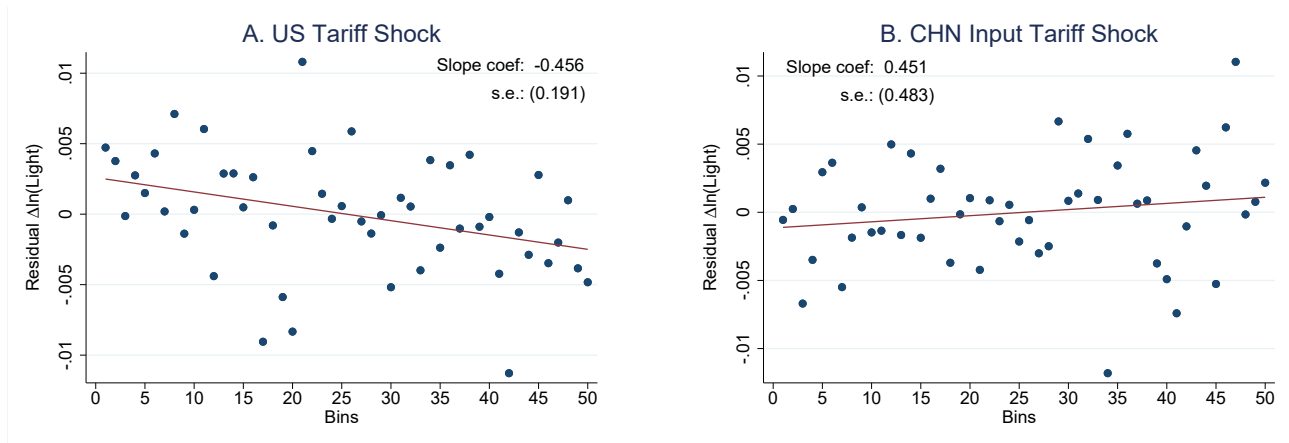 A. US Tariff Shock
Slope coef: -0.456
s.e.: (0.191)
Residual Δln(Light)
.01
.005
0
-.005
-.01
0 5 10 15 20 25 30 35 40 45 50
Bins
B. CHN Input Tariff Shock
Slope coef: 0.451
s.e.: (0.483)
Residual Δln(Light)
.01
.005
0
-.005
-.01
0 5 10 15 20 25 30 35 40 45 50
Bins